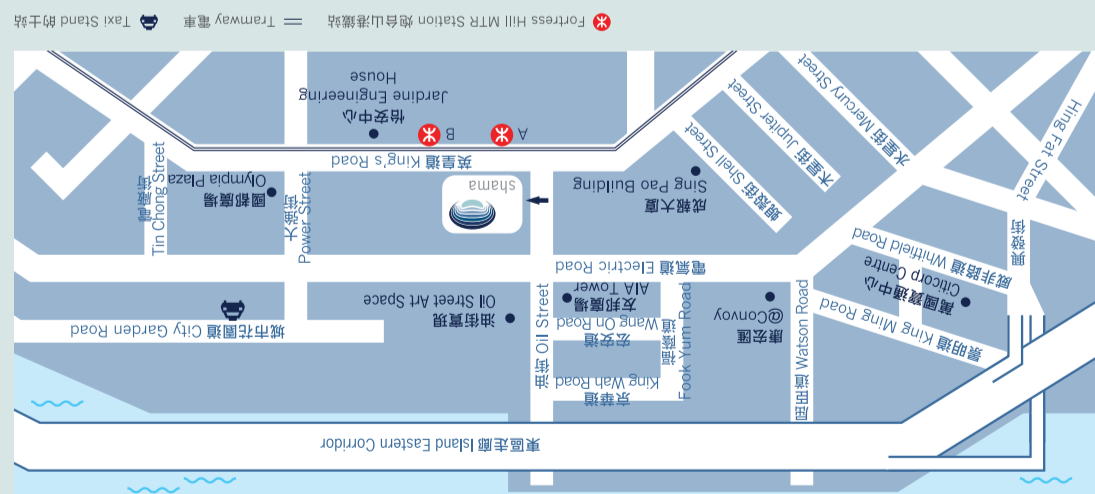 東區走廊 Island Eastern Corridor
京華道
King Wah Road
福蔭道
Fook Yum Road
屈臣道 Watson Road
油街 Oil Street
景明道 King Ming Road
宏安道
Wang On Road
康宏匯
@Convoy
城市花園道 City Garden Road
油街實現
Oil Street Art Space
友邦廣場
AIA Tower
萬國寶通中心
Citicorp Centre
威非路道 Whitfield Road
電氣道 Electric Road
興發街
Hing Fat Street
成報大廈
Sing Pao Building
shama
國都廣場
Olympia Plaza
大強街
Power Street
電廠街
Tin Chong Street
蜆殼街 Shell Street
水星街 Jupiter Street
水星街 Mercury Street
英皇道 King's Road
A
B
怡安中心
Jardine Engineering
House
Fortress Hill MTR Station 炮台山港鐵站
Tramway 電車
Taxi Stand 的士站